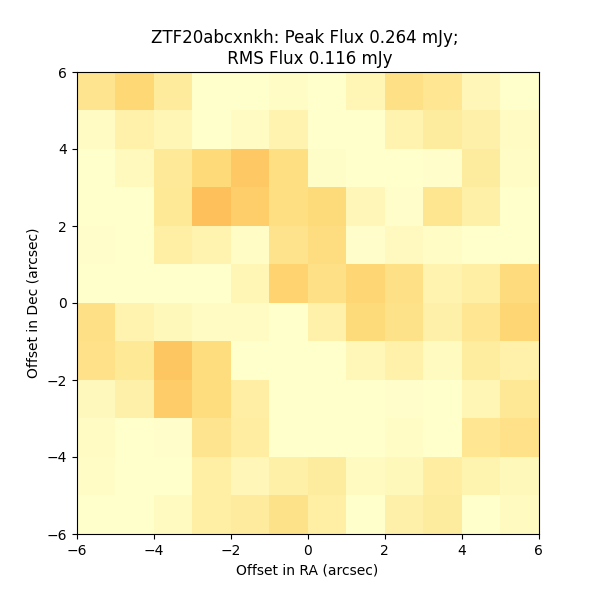 ZTF20abcxnkh: Peak Flux 0.264 mJy;
RMS Flux 0.116 mJy
6
4
2
0
−2
−4
−6
Offset in Dec (arcsec)
−6 −4 −2 0 2 4 6
Offset in RA (arcsec)